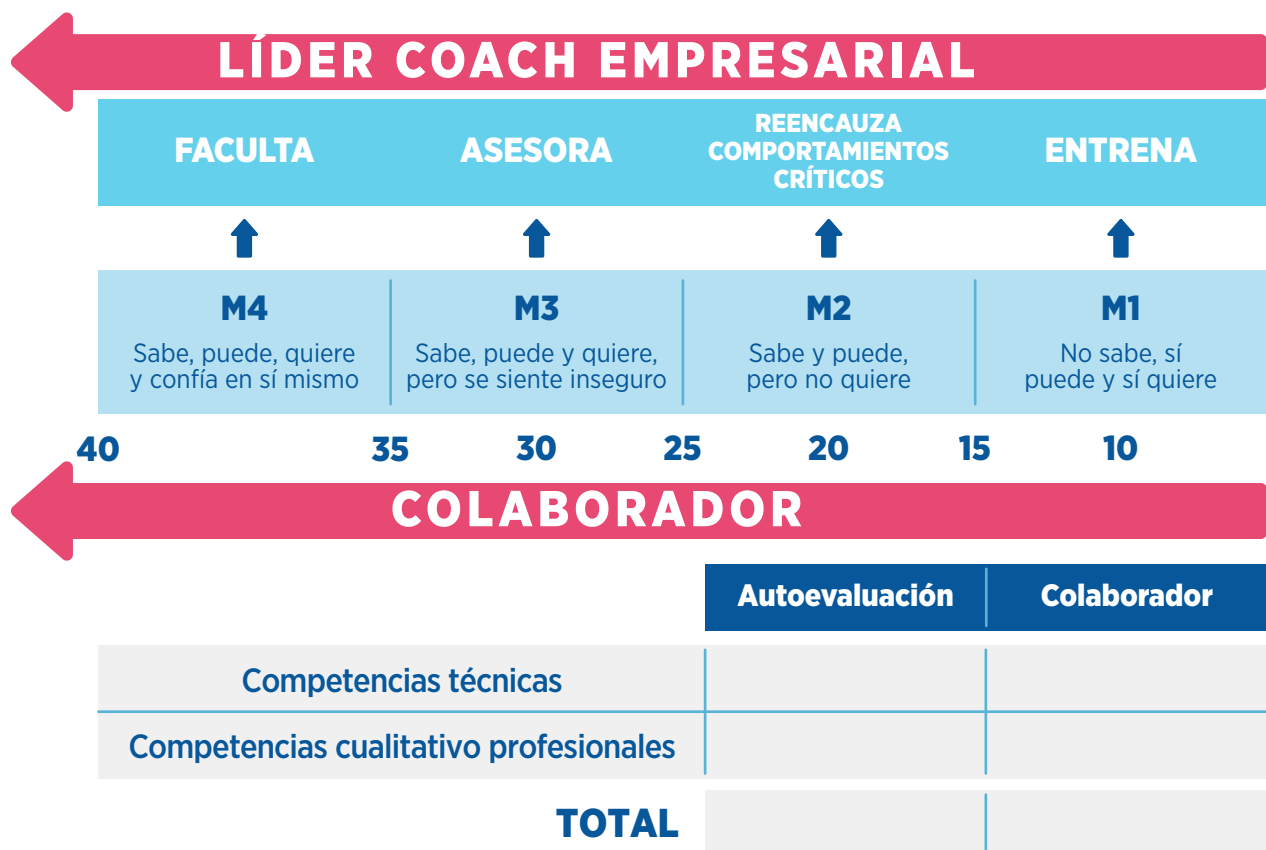 LÍDER COACH EMPRESARIAL
FACULTA
ASESORA
REENCAUZA
COMPORTAMIENTOS
CRÍTICOS
ENTRENA
M4
Sabe, puede, quiere
y confía en sí mismo
M3
Sabe, puede y quiere,
pero se siente inseguro
M2
Sabe y puede,
pero no quiere
M1
No sabe, sí
puede y sí quiere
40 35 30 25 20 15 10
COLABORADOR
Autoevaluación Colaborador
Competencias técnicas
Competencias cualitativo profesionales
TOTAL